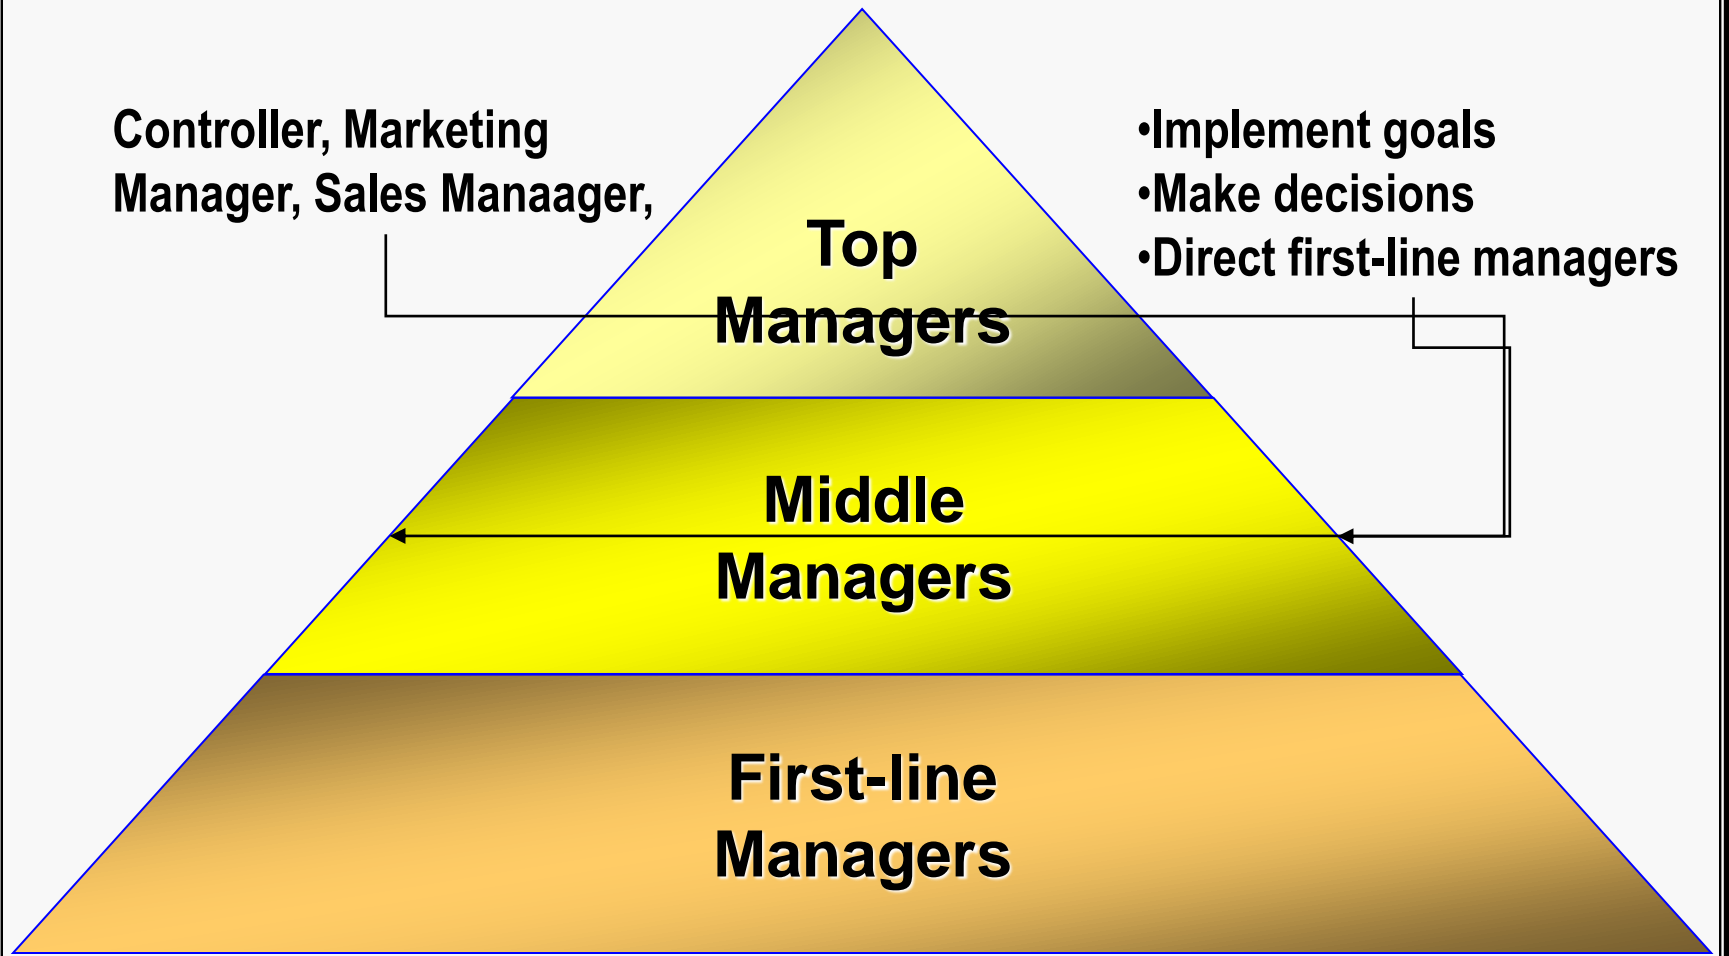 Controller, Marketing
Manager, Sales Manaager,
•Implement goals
•Make decisions
•Direct first-line managers
Top
Managers
Middle
Managers
First-line
Managers